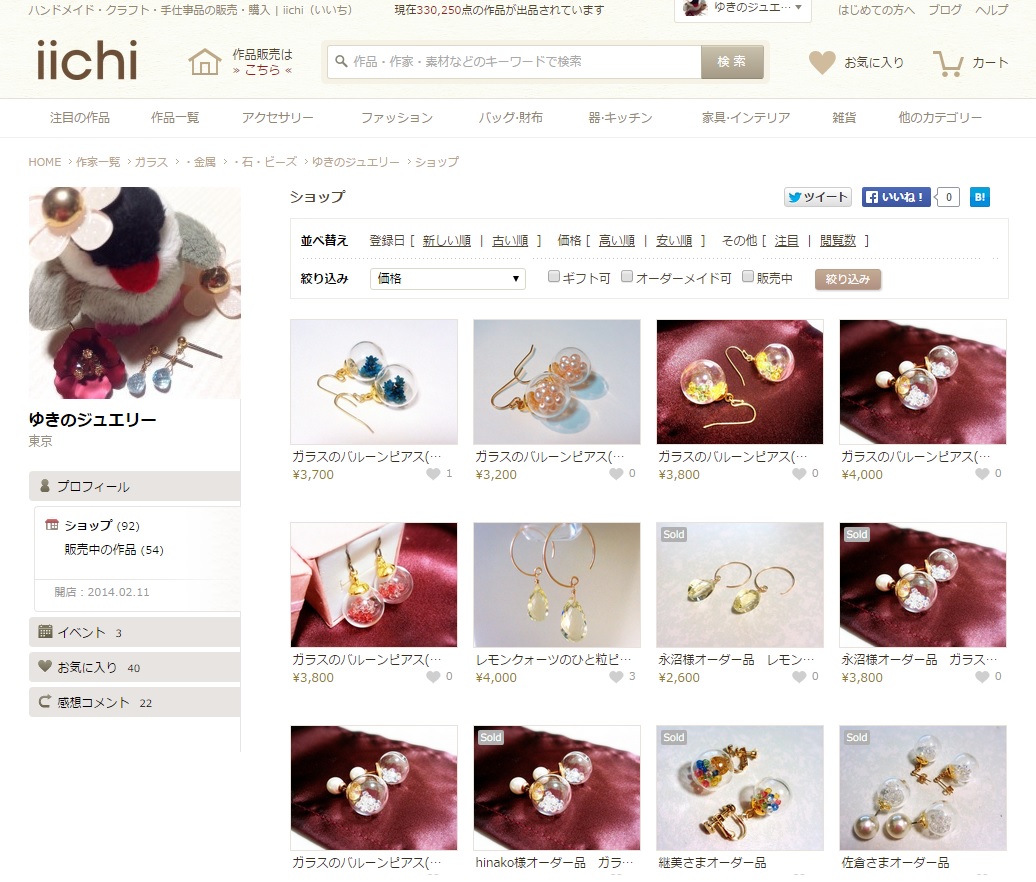 ハンドメイド・クラフト・手仕事品の販売・購入 | iichi（いいち）
現在330,250点の作品が出品されています
ゆきのジュエ… ▼
はじめての方へ ブログ ヘルプ
iichi
作品販売は
» こちら «
作品・作家・素材などのキーワードで検索
検 索
お気に入り
カート
注目の作品 作品一覧 アクセサリー ファッション バッグ·財布 器·キッチン 家具·インテリア 雑貨 他のカテゴリー
HOME > 作家一覧 > ガラス > ・金属 > ・石・ビーズ > ゆきのジュエリー > ショップ
ゆきのジュエリー
東京
プロフィール
ショップ (92)
販売中の作品 (54)
開店：2014.02.11
イベント 3
お気に入り 40
感想コメント 22
ショップ
ツイート
いいね！ 0
B!
並べ替え 登録日 [ 新しい順 | 古い順 ] 価格 [ 高い順 | 安い順 ] その他 [ 注目 | 閲覧数 ]
絞り込み 価格 ▼ ギフト可 オーダーメイド可 販売中 絞り込み
ガラスのバルーンピアス(… ガラスのバルーンピアス(… ガラスのバルーンピアス(… ガラスのバルーンピアス(…
¥3,700 1 ¥3,200 0 ¥3,800 0 ¥4,000 0
Sold Sold
ガラスのバルーンピアス(… レモンクォーツのひと粒ピ… 永沼様オーダー品 レモン… 永沼様オーダー品 ガラス…
¥3,800 0 ¥4,000 3 ¥2,600 0 ¥3,800 0
Sold Sold Sold
ガラスのバルーンピアス(… hinako様オーダー品 ガラ… 継美さまオーダー品 佐倉さまオーダー品